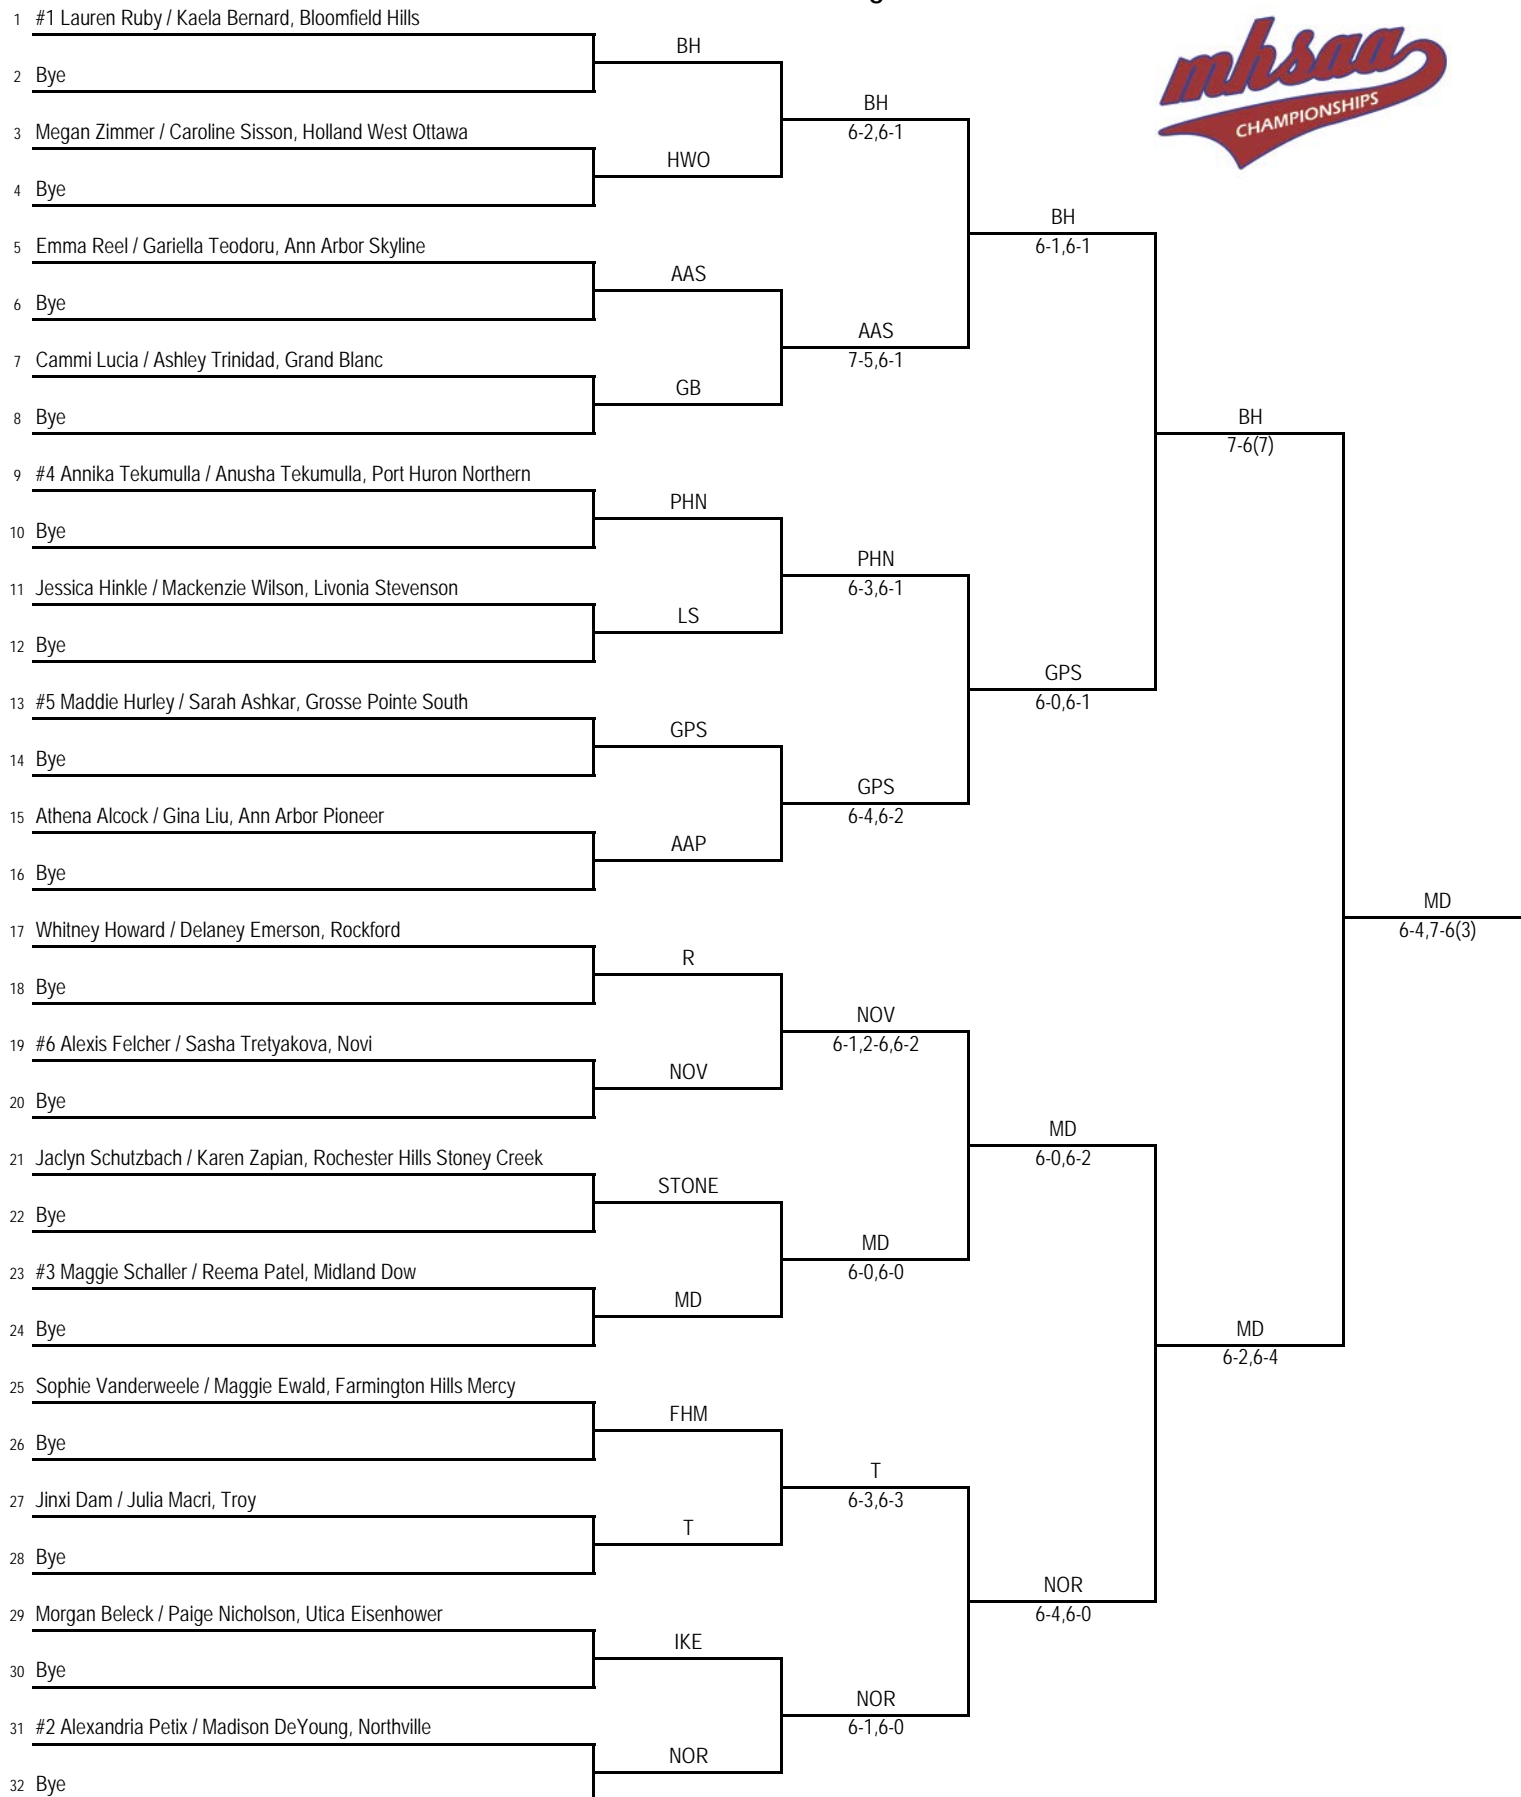 1 #1 Lauren Ruby / Kaela Bernard, Bloomfield Hills
BH
2 Bye
BH
6-2,6-1
3 Megan Zimmer / Caroline Sisson, Holland West Ottawa
HWO
4 Bye
mhsaa
CHAMPIONSHIPS
BH
6-1,6-1
5 Emma Reel / Gariella Teodoru, Ann Arbor Skyline
AAS
6 Bye
AAS
7-5,6-1
7 Cammi Lucia / Ashley Trinidad, Grand Blanc
GB
8 Bye
BH
7-6(7)
9 #4 Annika Tekumulla / Anusha Tekumulla, Port Huron Northern
PHN
10 Bye
PHN
6-3,6-1
11 Jessica Hinkle / Mackenzie Wilson, Livonia Stevenson
LS
12 Bye
GPS
6-0,6-1
13 #5 Maddie Hurley / Sarah Ashkar, Grosse Pointe South
GPS
14 Bye
GPS
6-4,6-2
15 Athena Alcock / Gina Liu, Ann Arbor Pioneer
AAP
16 Bye
MD
6-4,7-6(3)
17 Whitney Howard / Delaney Emerson, Rockford
R
18 Bye
NOV
6-1,2-6,6-2
19 #6 Alexis Felcher / Sasha Tretyakova, Novi
NOV
20 Bye
MD
6-0,6-2
21 Jaclyn Schutzbach / Karen Zapian, Rochester Hills Stoney Creek
STONE
22 Bye
MD
6-0,6-0
23 #3 Maggie Schaller / Reema Patel, Midland Dow
MD
24 Bye
MD
6-2,6-4
25 Sophie Vanderweele / Maggie Ewald, Farmington Hills Mercy
FHM
26 Bye
T
6-3,6-3
27 Jinxi Dam / Julia Macri, Troy
T
28 Bye
NOR
6-4,6-0
29 Morgan Beleck / Paige Nicholson, Utica Eisenhower
IKE
30 Bye
NOR
6-1,6-0
31 #2 Alexandria Petix / Madison DeYoung, Northville
NOR
32 Bye